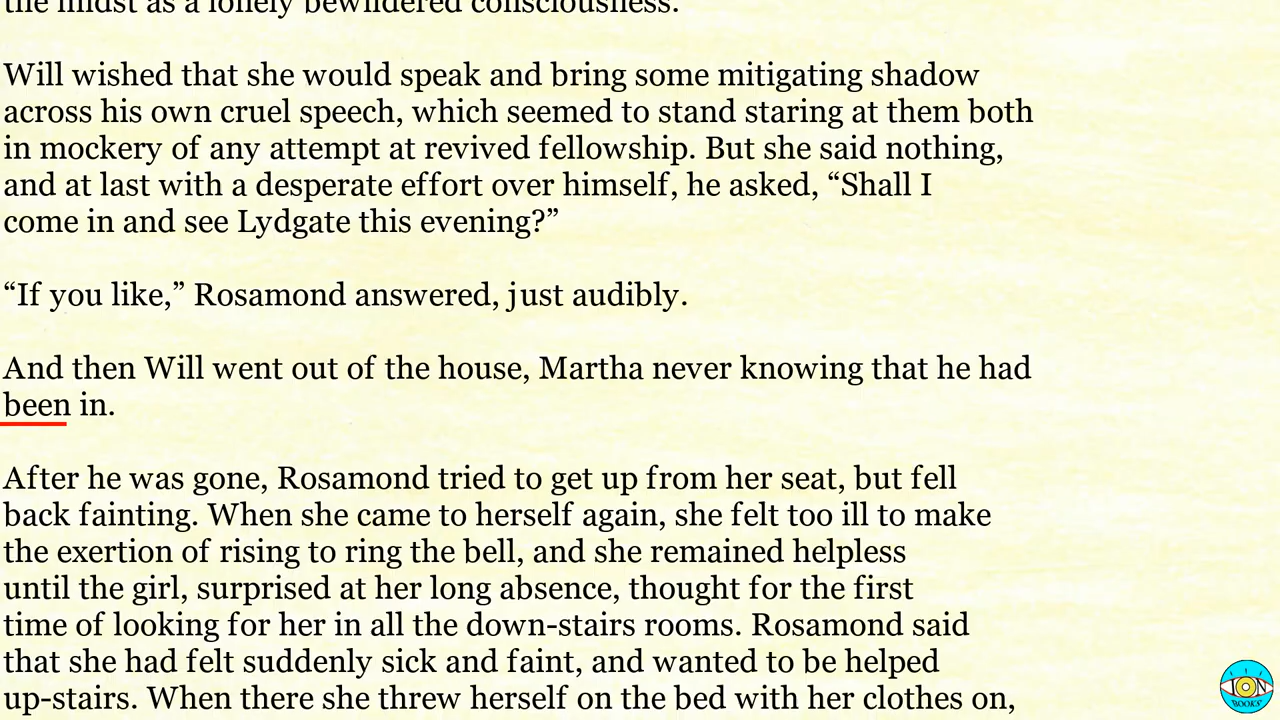 the midst as a lonely bewildered consciousness.
Will wished that she would speak and bring some mitigating shadow
across his own cruel speech, which seemed to stand staring at them both
in mockery of any attempt at revived fellowship. But she said nothing,
and at last with a desperate effort over himself, he asked, “Shall I
come in and see Lydgate this evening?”
“If you like,” Rosamond answered, just audibly.
And then Will went out of the house, Martha never knowing that he had
been in.
After he was gone, Rosamond tried to get up from her seat, but fell
back fainting. When she came to herself again, she felt too ill to make
the exertion of rising to ring the bell, and she remained helpless
until the girl, surprised at her long absence, thought for the first
time of looking for her in all the down-stairs rooms. Rosamond said
that she had felt suddenly sick and faint, and wanted to be helped
up-stairs. When there she threw herself on the bed with her clothes on,
ION
BOOKS